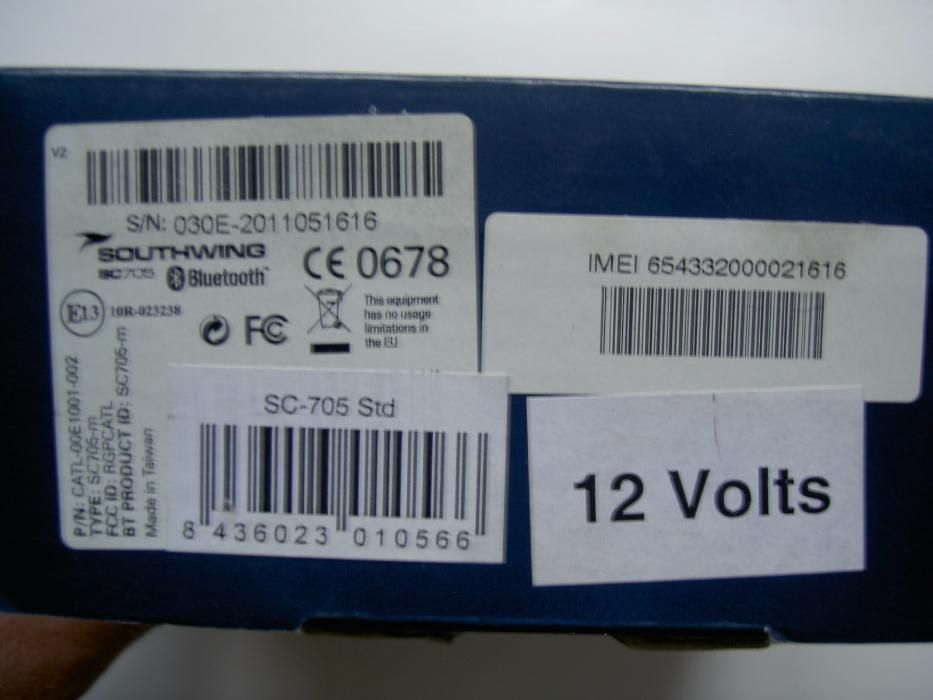 V2
S/N: 030E-2011051616
SOUTHWING
SC705 Bluetooth
CE 0678
E13 10R-023238
FC
This equipment
has no usage
limitations in
the EU
P/N: CATL-00E1001-002
TYPE: SC705-m
FCC ID: RGPCATL
BT PRODUCT ID: SC705-m
Made in Taiwan
SC-705 Std
8 436023 010566
IMEI 654332000021616
12 Volts